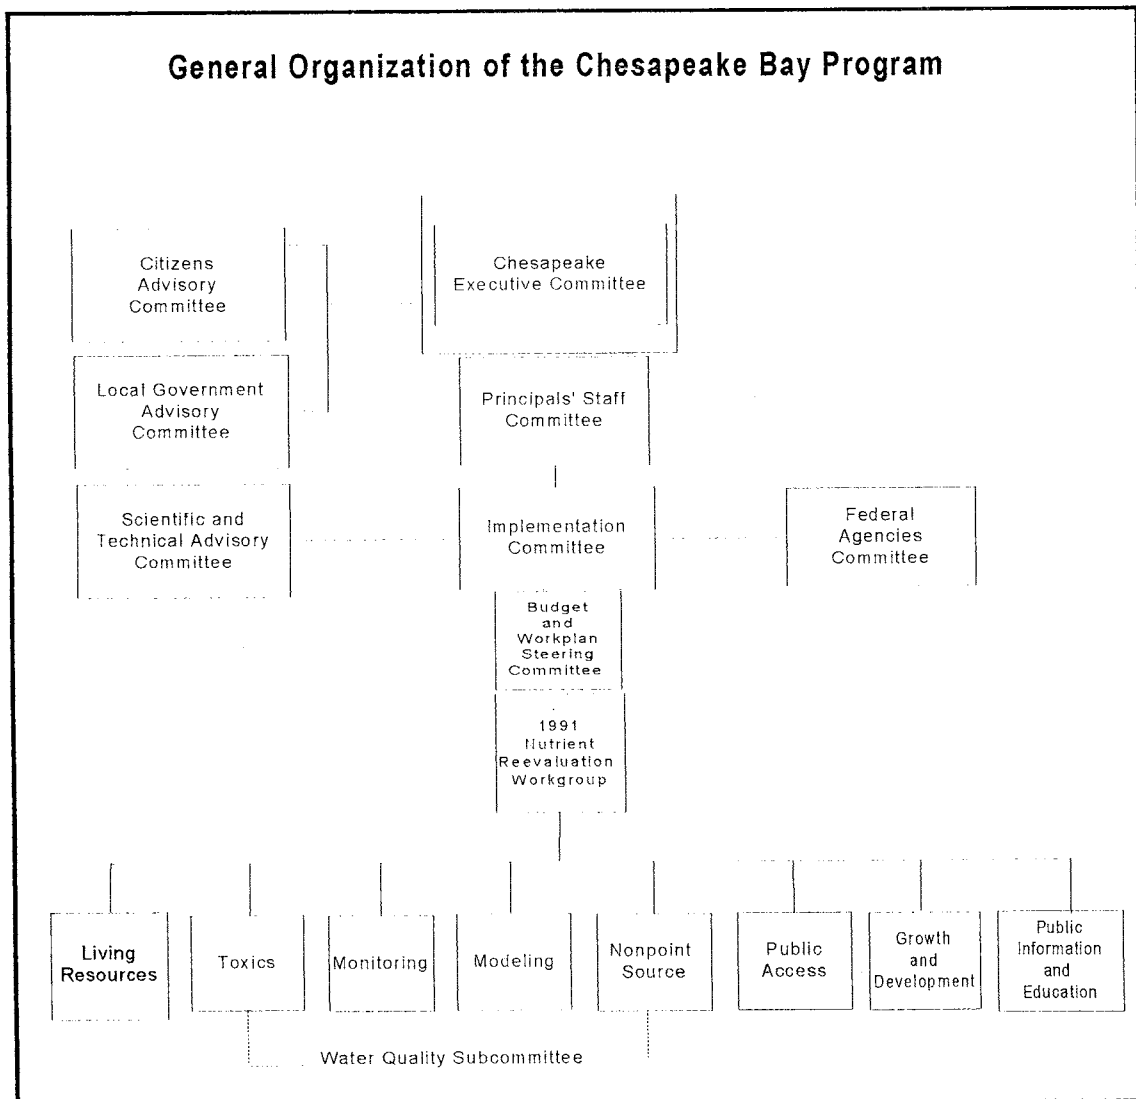 General Organization of the Chesapeake Bay Program
Citizens
Advisory
Committee
Chesapeake
Executive Committee
Local Government
Advisory
Committee
Principals' Staff
Committee
Scientific and
Technical Advisory
Committee
Implementation
Committee
Federal
Agencies
Committee
Budget
and
Workplan
Steering
Committee
1991
Nutrient
Reevaluation
Workgroup
Living
Resources
Toxics
Monitoring
Modeling
Nonpoint
Source
Public
Access
Growth
and
Development
Public
Information
and
Education
Water Quality Subcommittee